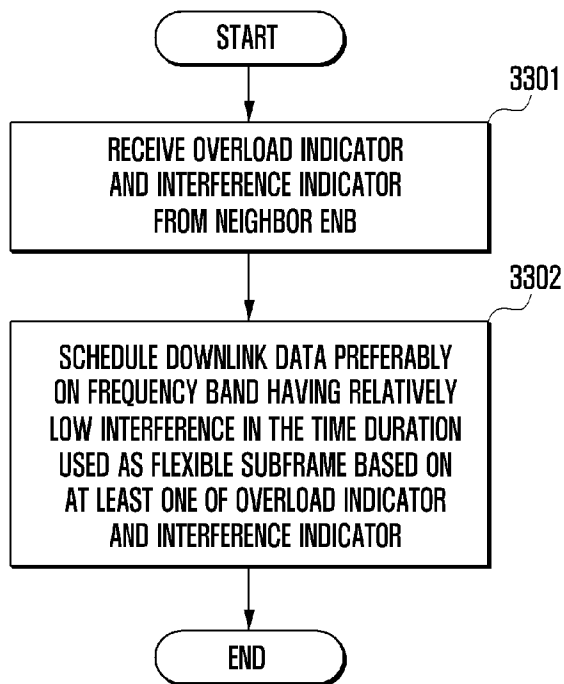 START
3301
RECEIVE OVERLOAD INDICATOR
AND INTERFERENCE INDICATOR
FROM NEIGHBOR ENB
3302
SCHEDULE DOWNLINK DATA PREFERABLY
ON FREQUENCY BAND HAVING RELATIVELY
LOW INTERFERENCE IN THE TIME DURATION
USED AS FLEXIBLE SUBFRAME BASED ON
AT LEAST ONE OF OVERLOAD INDICATOR
AND INTERFERENCE INDICATOR
END